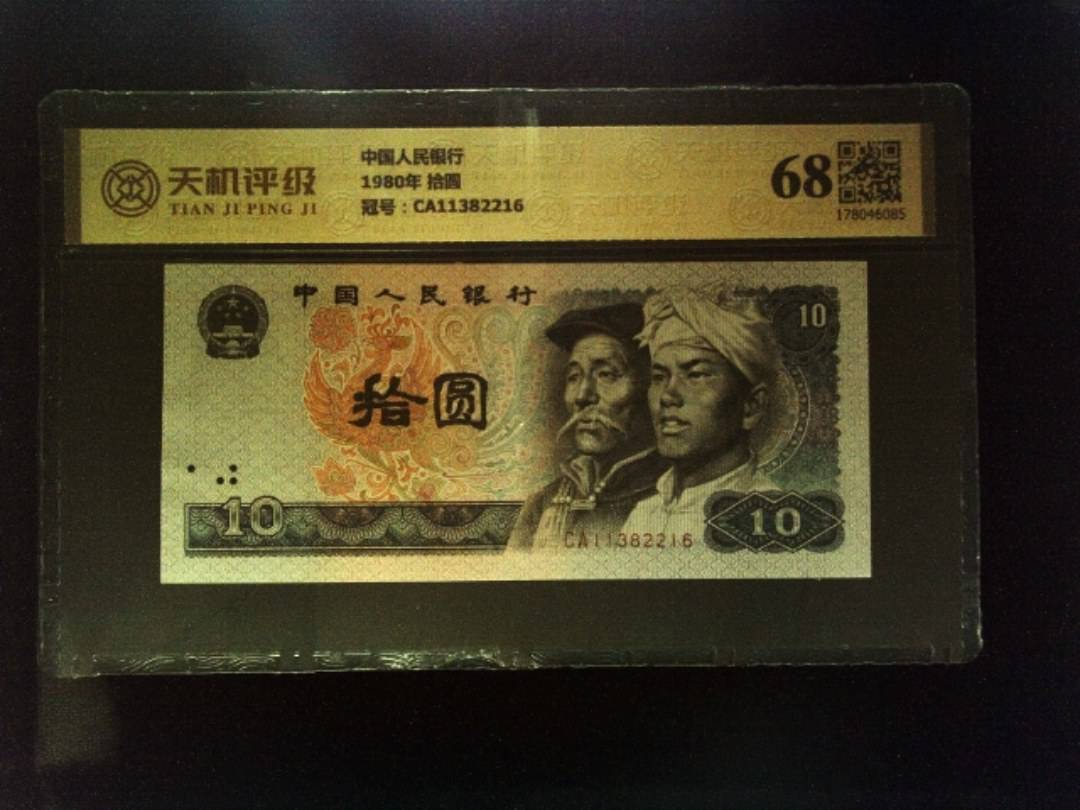 天机评级
TIAN JI PING JI
中国人民银行
1980年 拾圆
冠号：CA11382216
68
178046085
中国人民银行
10
拾圆
10
CA11382216
10